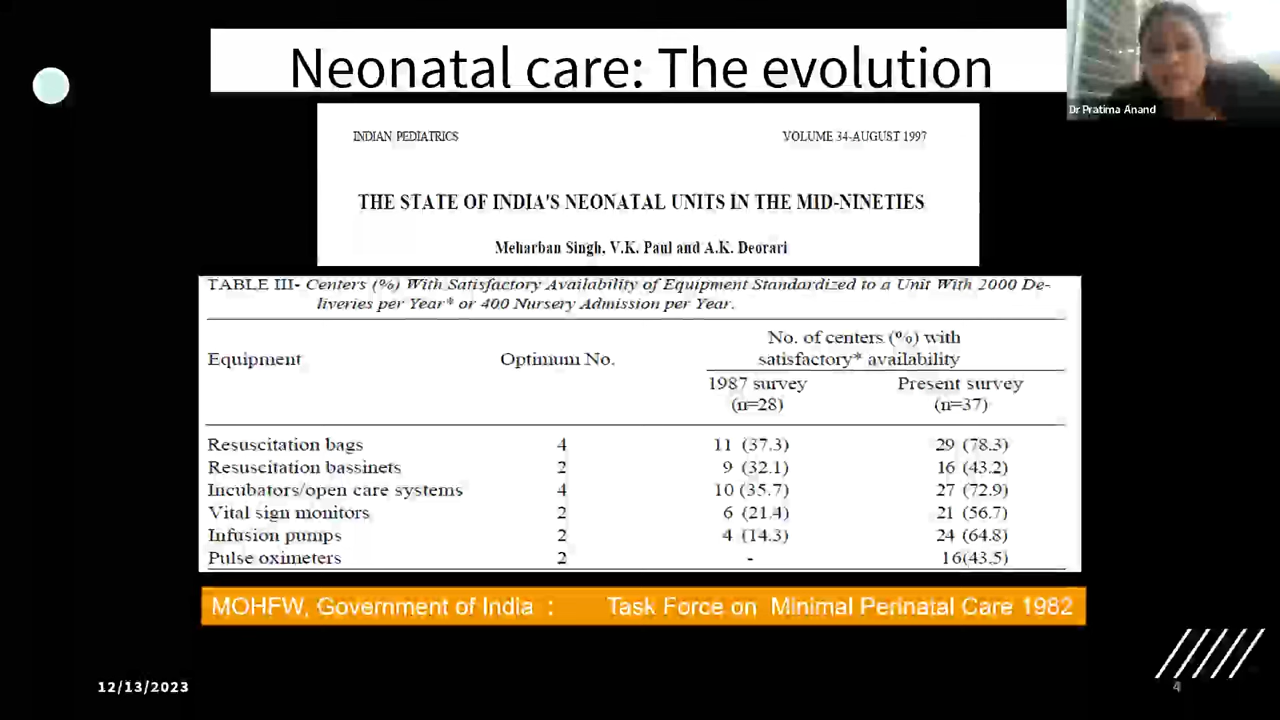 Neonatal care: The evolution
Dr Pratima Anand
INDIAN PEDIATRICS VOLUME 34-AUGUST 1997
THE STATE OF INDIA'S NEONATAL UNITS IN THE MID-NINETIES
Meharban Singh, V.K. Paul and A.K. Deorari
TABLE III- Centers (%) With Satisfactory Availability of Equipment Standardized to a Unit With 2000 De-
liveries per Year* or 400 Nursery Admission per Year.
No. of centers (%) with
Equipment Optimum No. satisfactory* availability
1987 survey Present survey
(n=28) (n=37)
Resuscitation bags 4 11 (37.3) 29 (78.3)
Resuscitation bassinets 2 9 (32.1) 16 (43.2)
Incubators/open care systems 4 10 (35.7) 27 (72.9)
Vital sign monitors 2 6 (21.4) 21 (56.7)
Infusion pumps 2 4 (14.3) 24 (64.8)
Pulse oximeters 2 - 16(43.5)
MOHFW, Government of India : Task Force on Minimal Perinatal Care 1982
12/13/2023
4